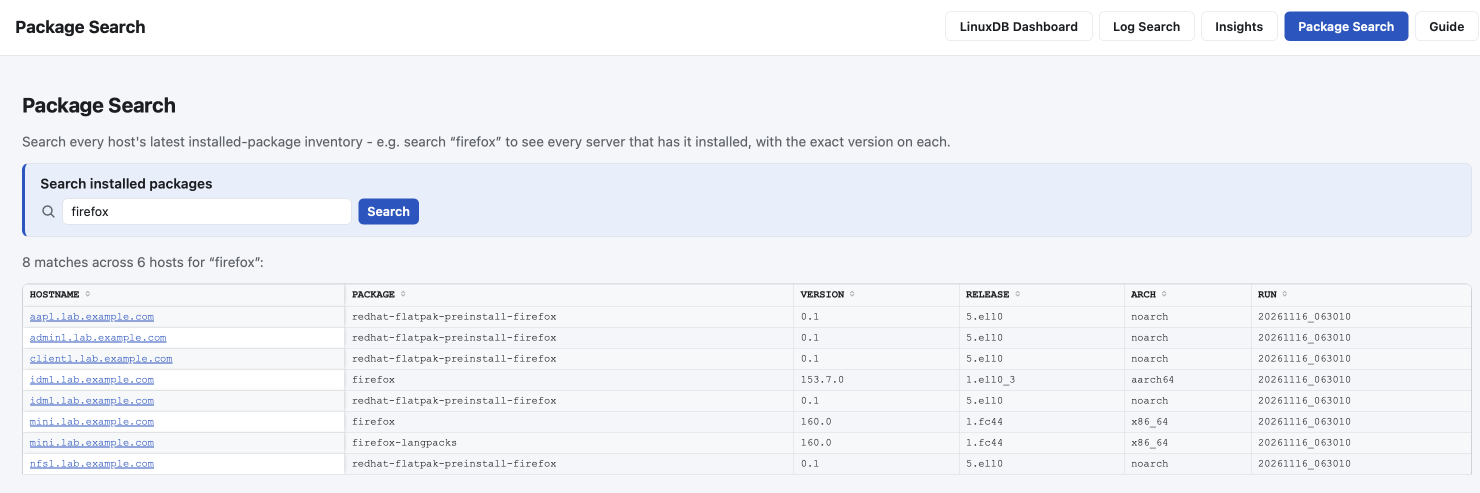 Package Search
LinuxDB Dashboard Log Search Insights Package Search Guide
Package Search
Search every host's latest installed-package inventory - e.g. search “firefox” to see every server that has it installed, with the exact version on each.
Search installed packages
firefox Search
8 matches across 6 hosts for “firefox”:
HOSTNAME PACKAGE VERSION RELEASE ARCH RUN
aap1.lab.example.com redhat-flatpak-preinstall-firefox 0.1 5.el10 noarch 20261116_063010
admin1.lab.example.com redhat-flatpak-preinstall-firefox 0.1 5.el10 noarch 20261116_063010
client1.lab.example.com redhat-flatpak-preinstall-firefox 0.1 5.el10 noarch 20261116_063010
idm1.lab.example.com firefox 153.7.0 1.el10_3 aarch64 20261116_063010
idm1.lab.example.com redhat-flatpak-preinstall-firefox 0.1 5.el10 noarch 20261116_063010
mini.lab.example.com firefox 160.0 1.fc44 x86_64 20261116_063010
mini.lab.example.com firefox-langpacks 160.0 1.fc44 x86_64 20261116_063010
nfs1.lab.example.com redhat-flatpak-preinstall-firefox 0.1 5.el10 noarch 20261116_063010